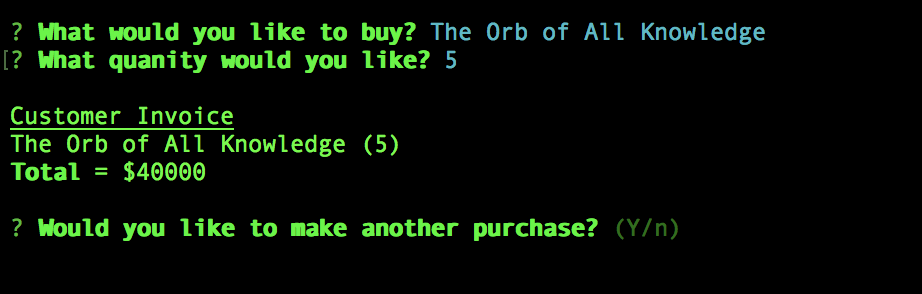 ? What would you like to buy? The Orb of All Knowledge
[? What quanity would you like? 5
Customer Invoice
The Orb of All Knowledge (5)
Total = $40000
? Would you like to make another purchase? (Y/n)